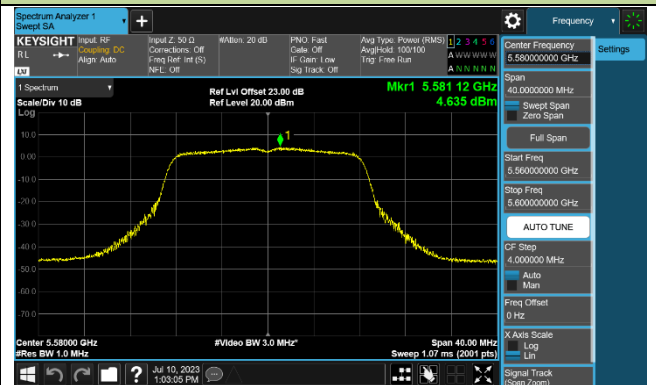 Spectrum Analyzer 1
Swept SA
Frequency
KEYSIGHT
RL
LXI
Input: RF
Coupling: DC
Align: Auto
Input Z: 50 Ω
Corrections: Off
Freq Ref: Int (S)
NFE: Off
#Atten: 20 dB
PNO: Fast
Gate: Off
IF Gain: Low
Sig Track: Off
Avg Type: Power (RMS)
Avg|Hold: 100/100
Trig: Free Run
1 2 3 4 5 6
A W W W W W
A N N N N N
1 Spectrum
Scale/Div 10 dB
Log
Ref Lvl Offset 23.00 dB
Ref Level 20.00 dBm
Mkr1 5.581 12 GHz
4.635 dBm
1
10.0
0.00
-10.0
-20.0
-30.0
-40.0
-50.0
-60.0
-70.0
Center 5.58000 GHz
#Res BW 1.0 MHz
#Video BW 3.0 MHz*
Span 40.00 MHz
Sweep 1.07 ms (2001 pts)
Center Frequency
5.580000000 GHz
Settings
Span
40.0000000 MHz
Swept Span
Zero Span
Full Span
Start Freq
5.560000000 GHz
Stop Freq
5.600000000 GHz
AUTO TUNE
CF Step
4.000000 MHz
Auto
Man
Freq Offset
0 Hz
X Axis Scale
Log
Lin
Signal Track
(Span Zoom)
?
Jul 10, 2023
1:03:05 PM